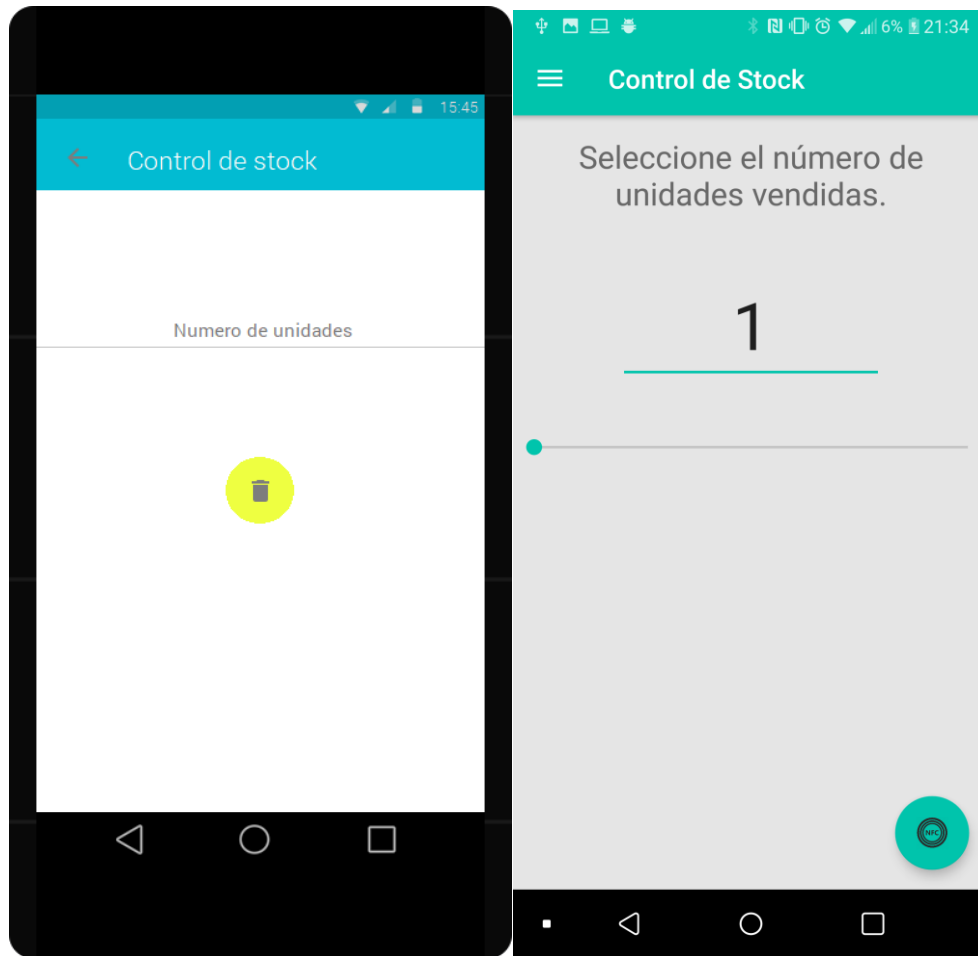 15:45
Control de stock
Numero de unidades
6% 21:34
Control de Stock
Seleccione el número de
unidades vendidas.
1
NFC